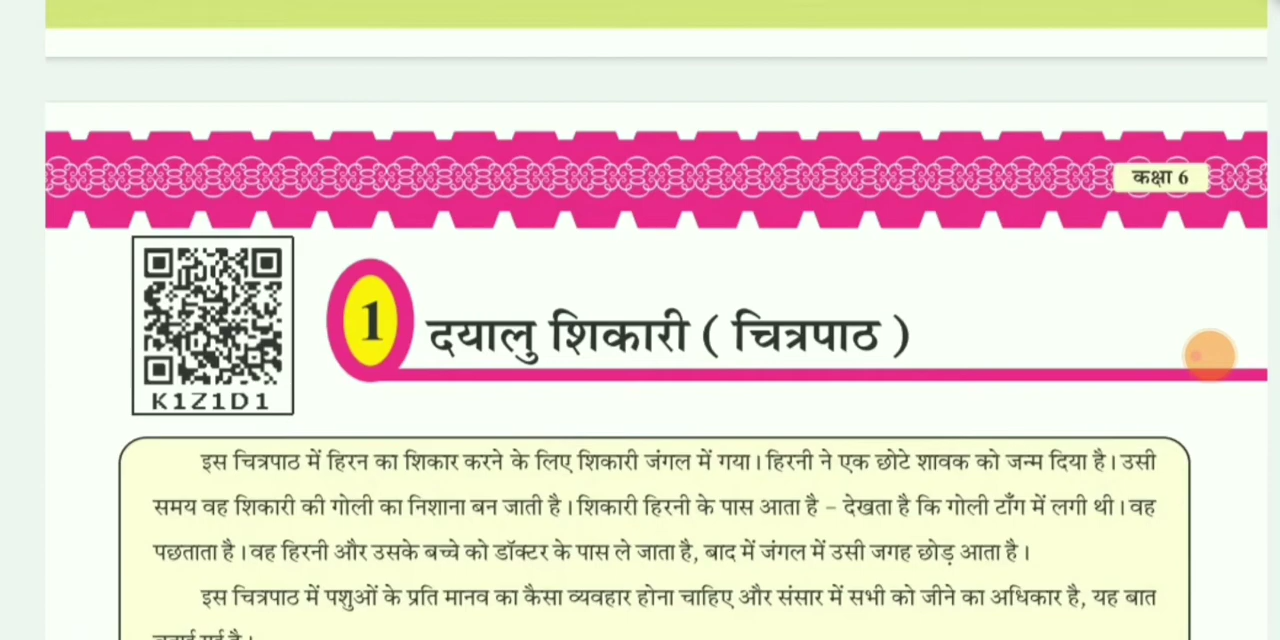 कक्षा 6
K1Z1D1
1
दयालु शिकारी ( चित्रपाठ )
इस चित्रपाठ में हिरन का शिकार करने के लिए शिकारी जंगल में गया। हिरनी ने एक छोटे शावक को जन्म दिया है। उसी
समय वह शिकारी की गोली का निशाना बन जाती है। शिकारी हिरनी के पास आता है – देखता है कि गोली टाँग में लगी थी। वह
पछताता है। वह हिरनी और उसके बच्चे को डॉक्टर के पास ले जाता है, बाद में जंगल में उसी जगह छोड़ आता है।
इस चित्रपाठ में पशुओं के प्रति मानव का कैसा व्यवहार होना चाहिए और संसार में सभी को जीने का अधिकार है, यह बात